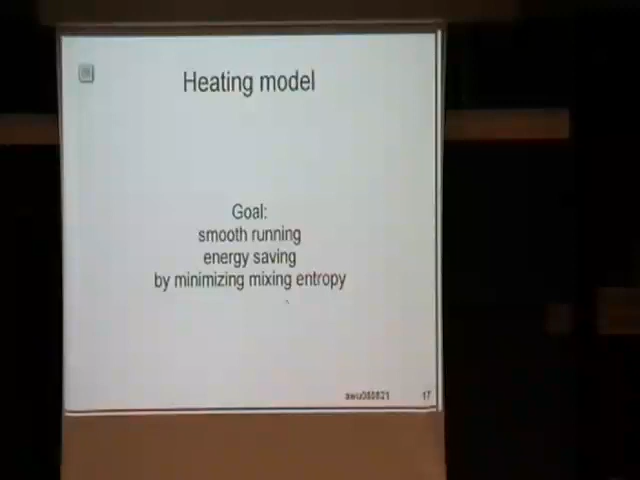 Heating model
Goal:
smooth running
energy saving
by minimizing mixing entropy
17